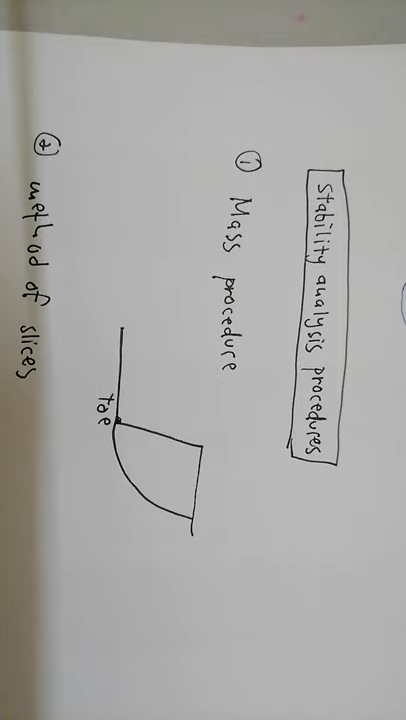 Stability analysis procedures
① Mass procedure
Toe
② method of slices